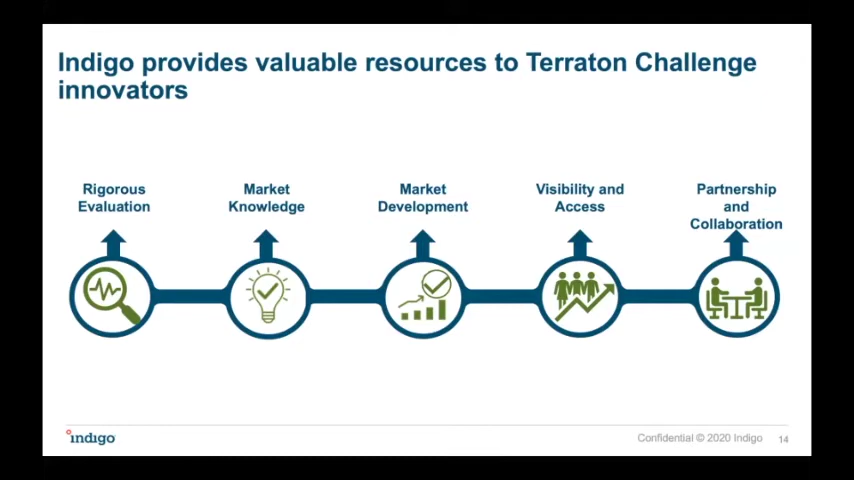 Indigo provides valuable resources to Terraton Challenge
innovators
Rigorous
Evaluation
Market
Knowledge
Market
Development
Visibility and
Access
Partnership
and
Collaboration
indigo
Confidential © 2020 Indigo
14